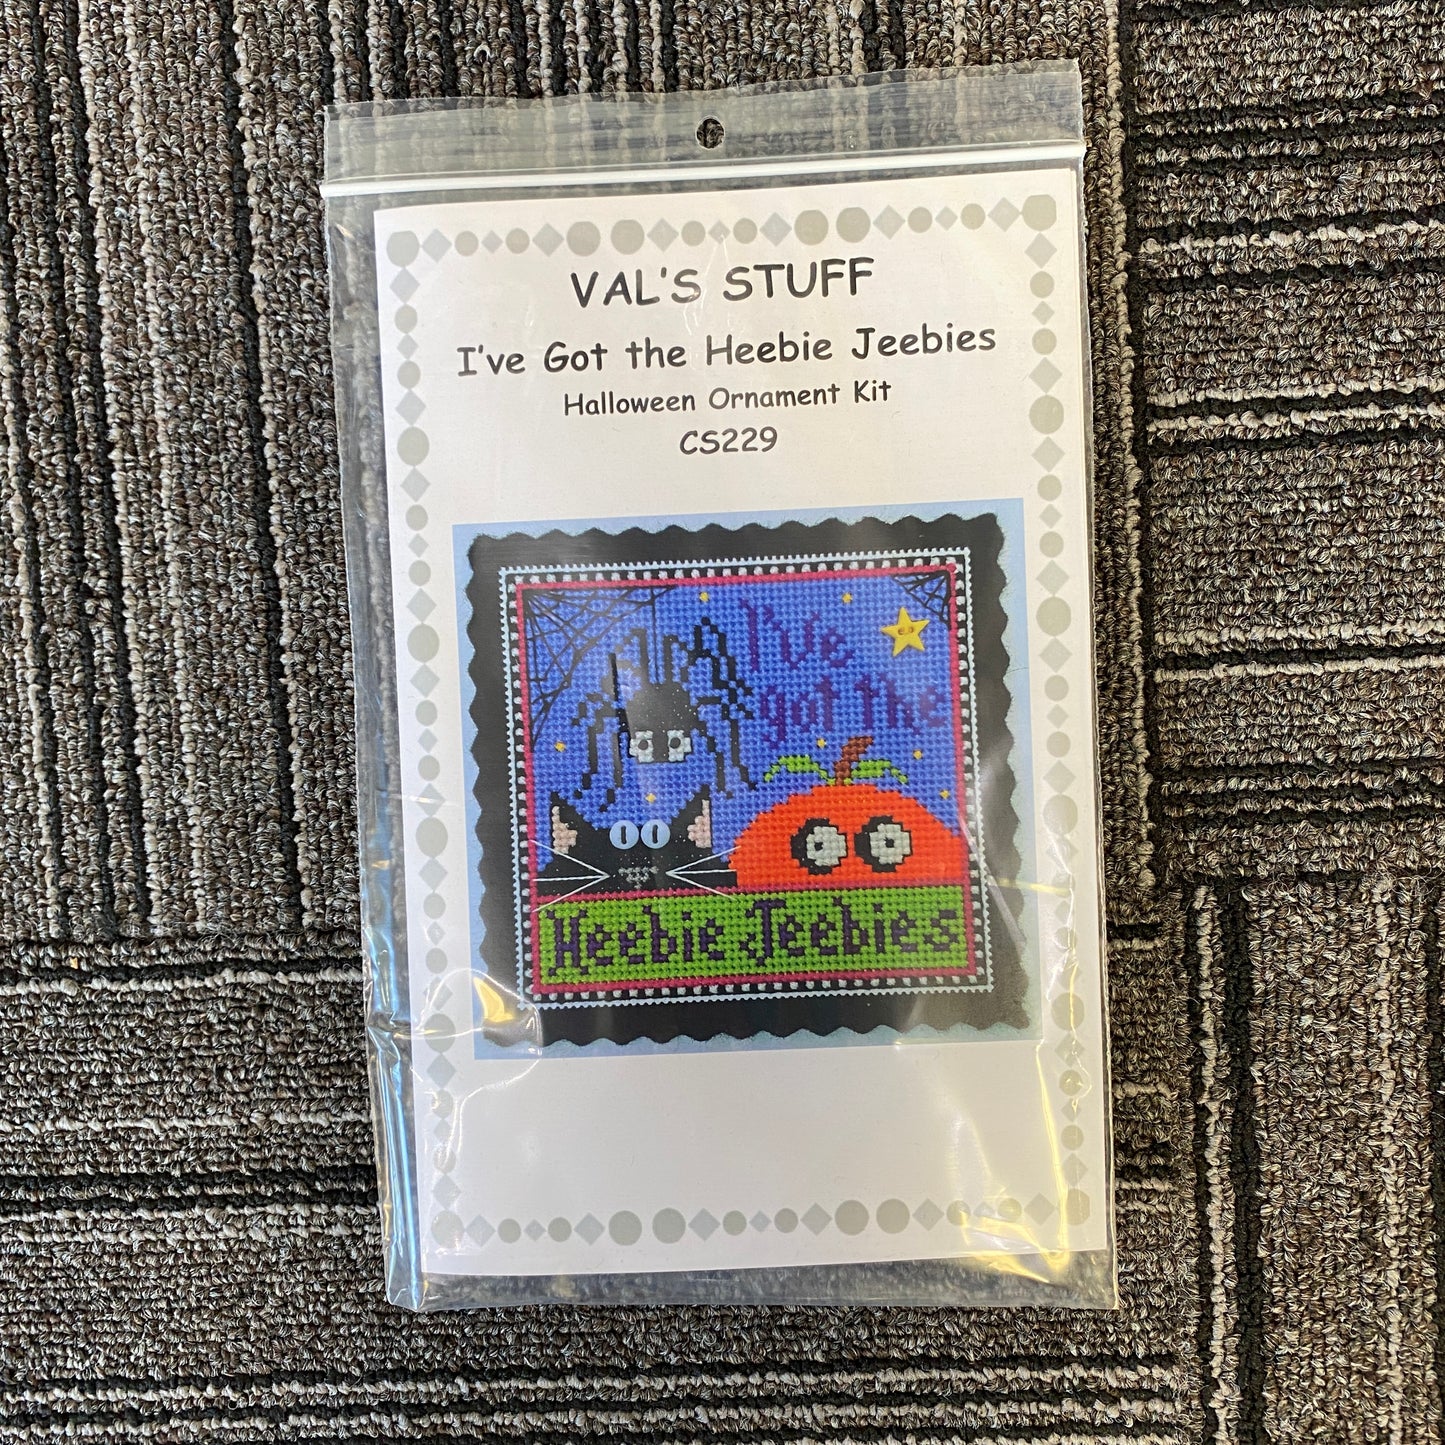 VAL'S STUFF
I've Got the Heebie Jeebies
Halloween Ornament Kit
CS229
I've
got the
Heebie Jeebies